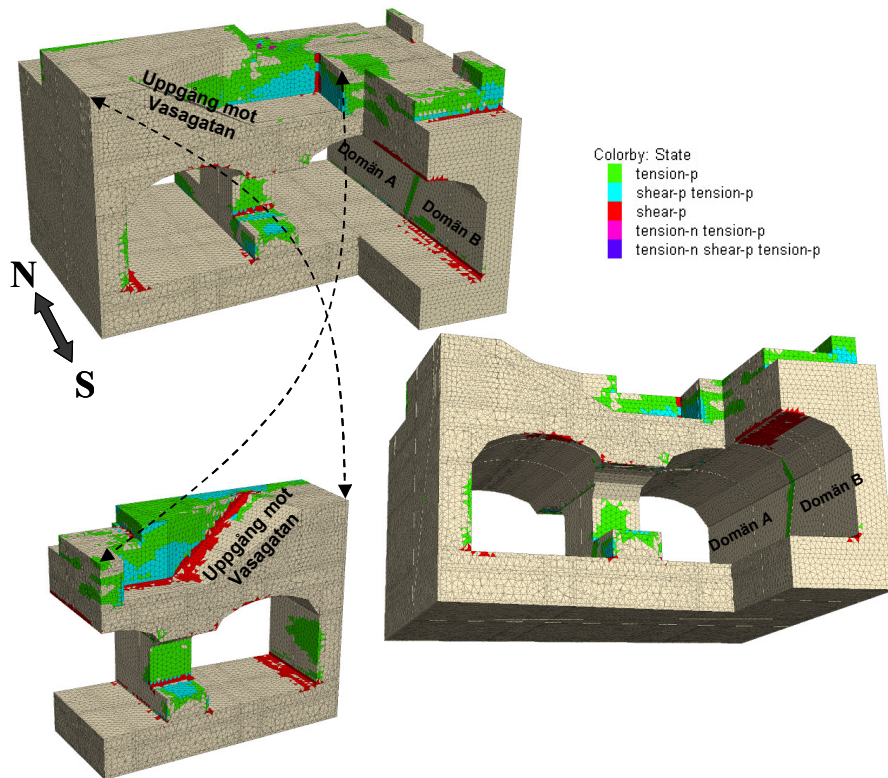 Uppgång mot
Vasagatan
Domän A
Domän B
Colorby: State
tension-p
shear-p tension-p
shear-p
tension-n tension-p
tension-n shear-p tension-p
N
S
Uppgång mot
Vasagatan
Domän A
Domän B